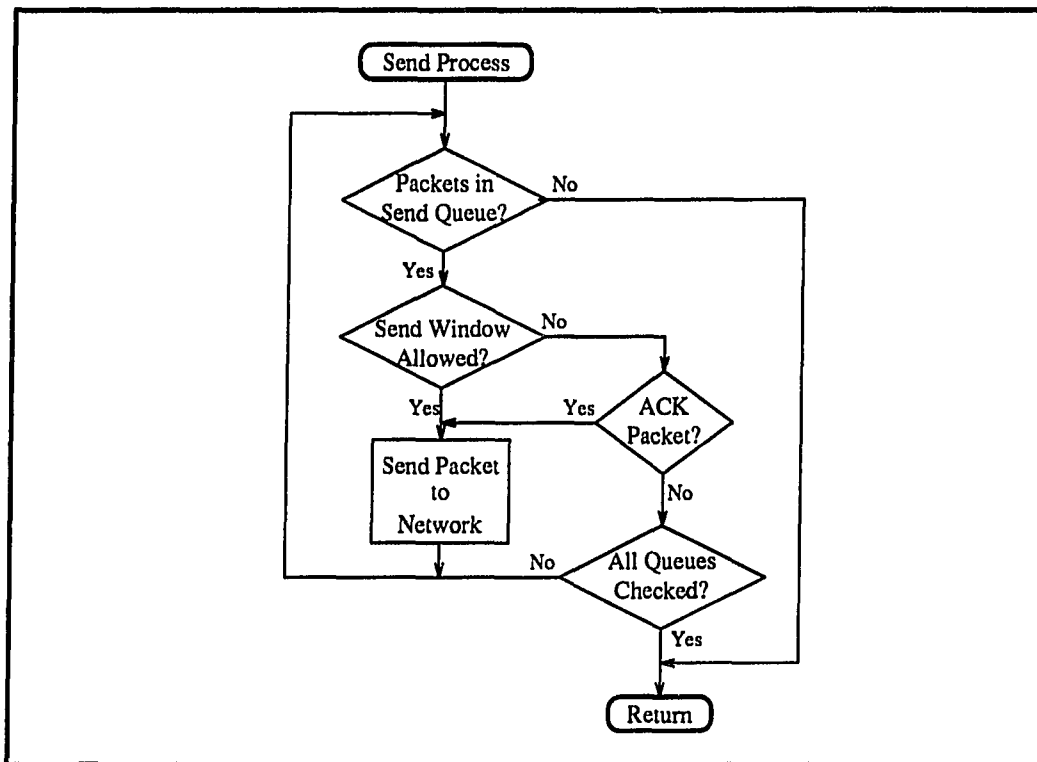 Send Process
Packets in
Send Queue?
No
Yes
Send Window
Allowed?
No
Yes
Yes
ACK
Packet?
Send Packet
to
Network
No
No
All Queues
Checked?
Yes
Return